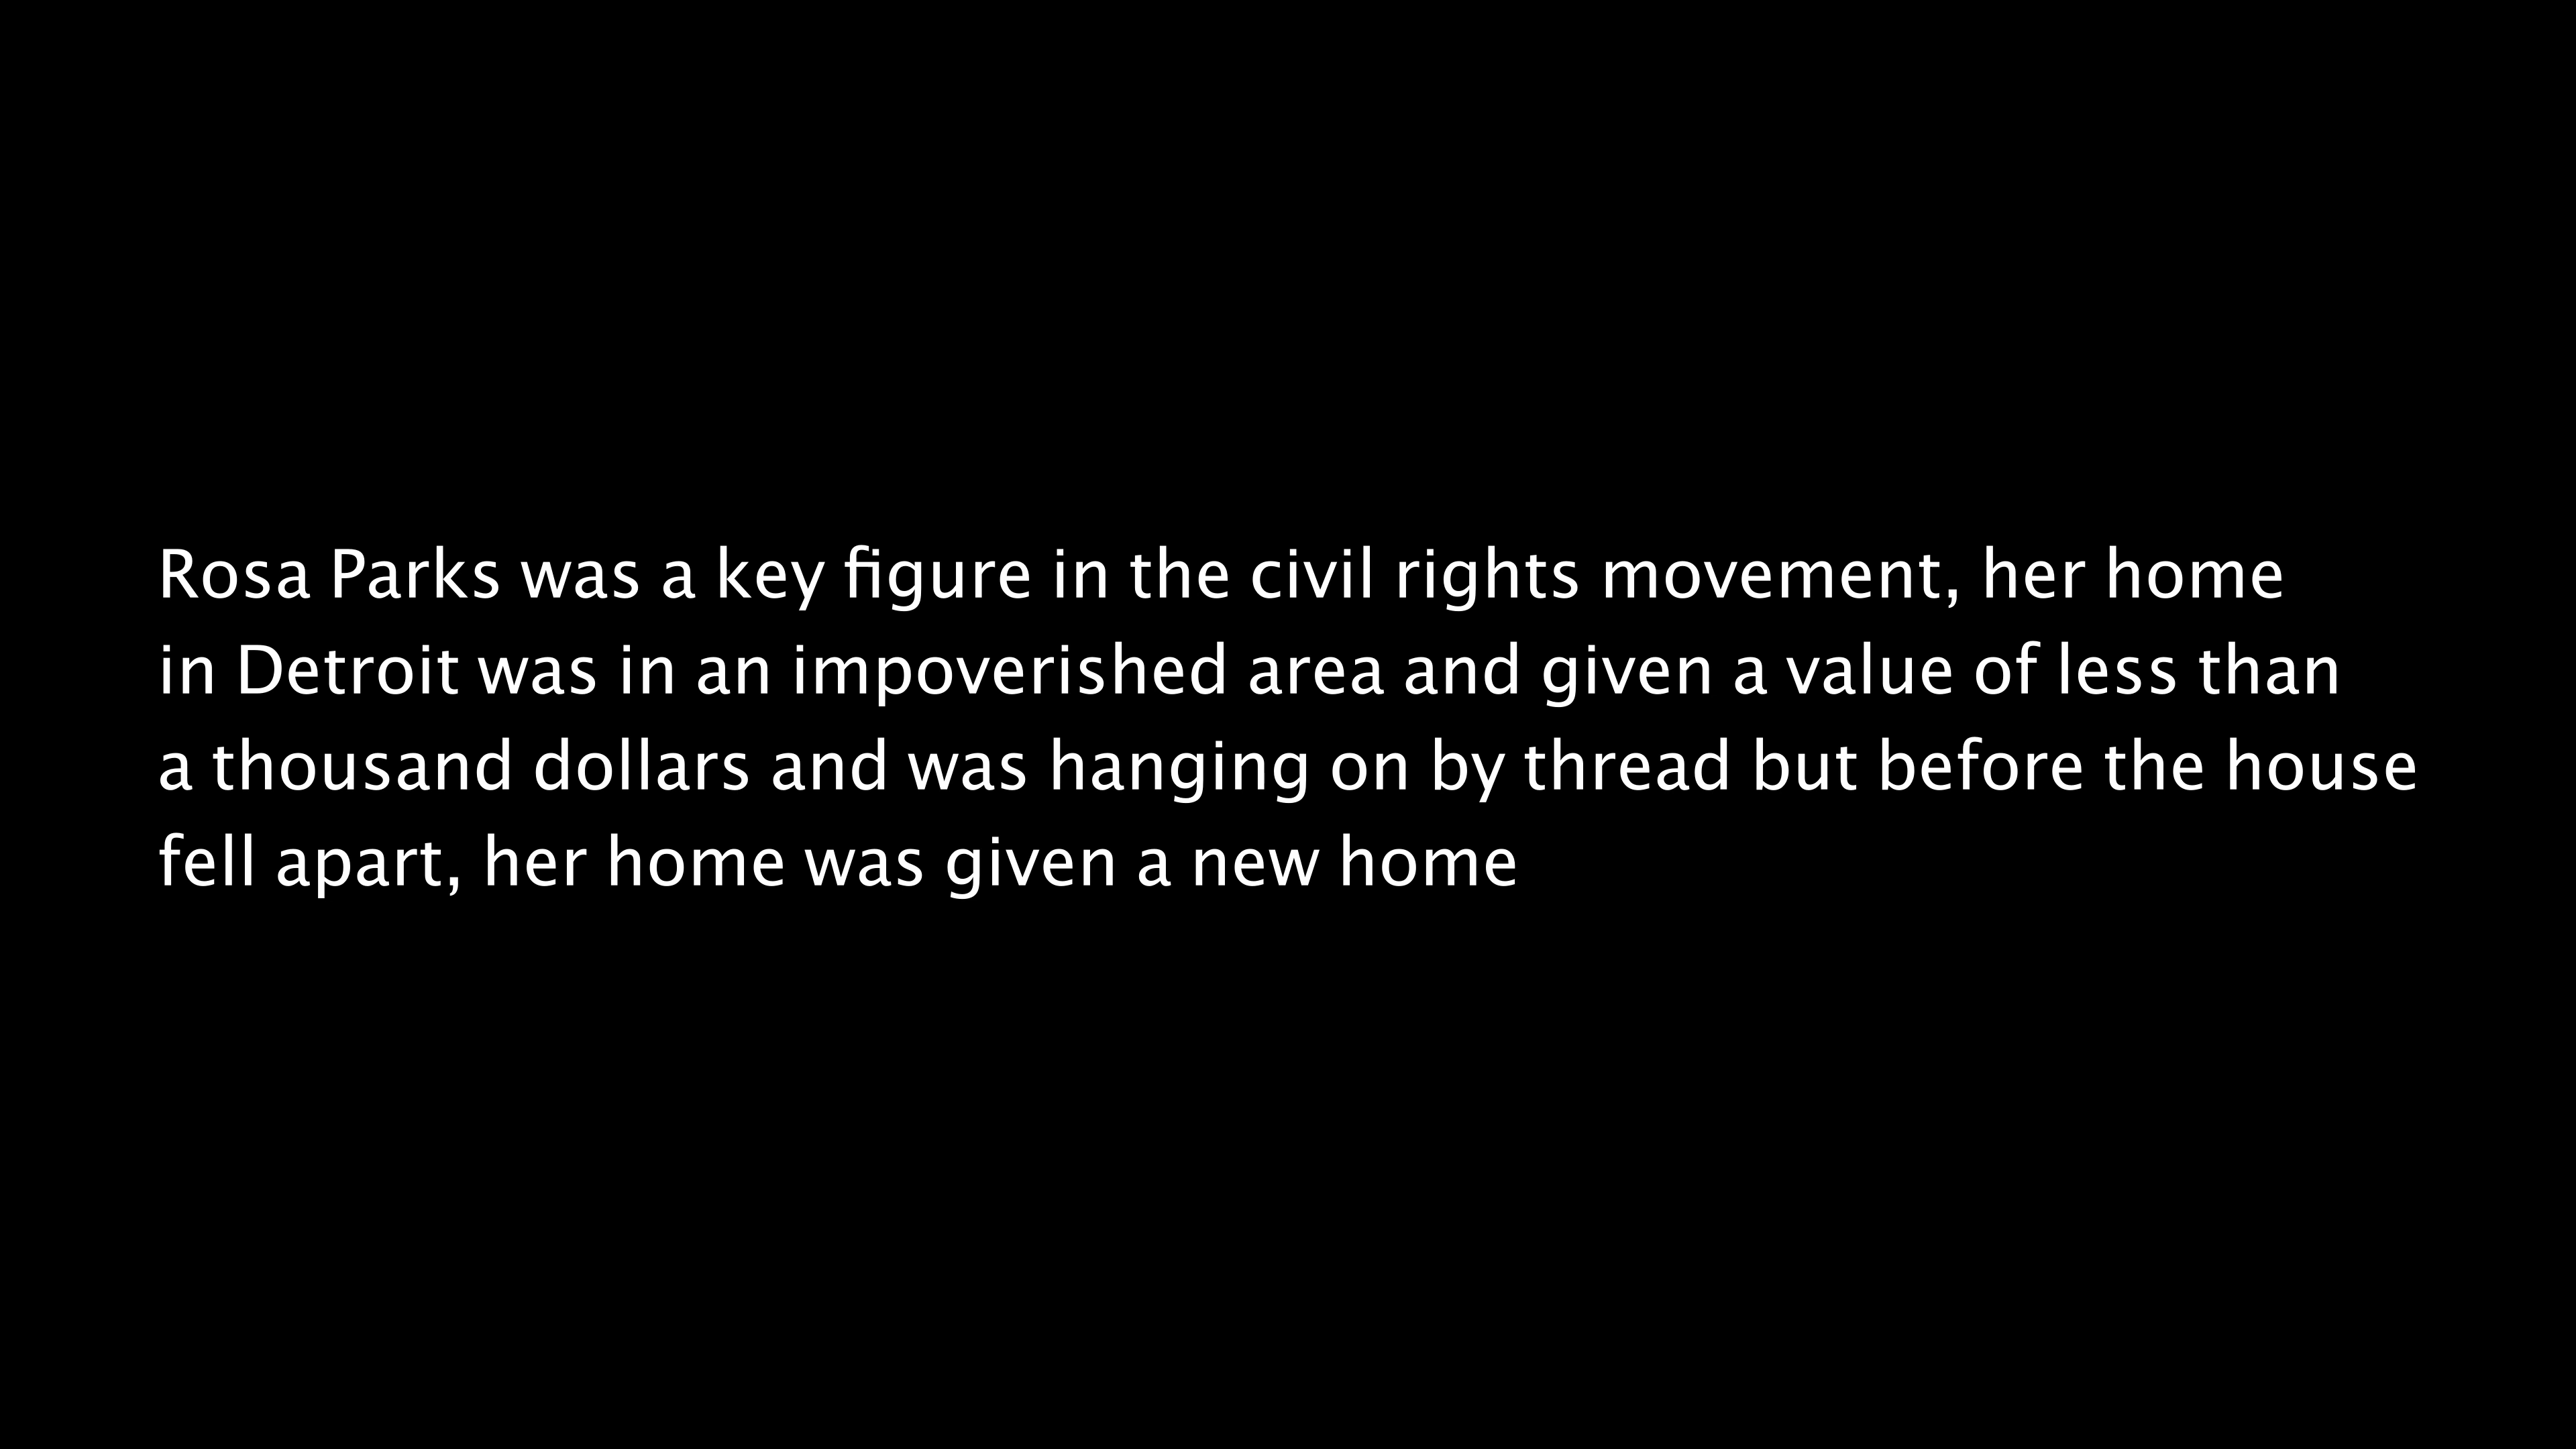 Rosa Parks was a key figure in the civil rights movement, her home
in Detroit was in an impoverished area and given a value of less than
a thousand dollars and was hanging on by thread but before the house
fell apart, her home was given a new home